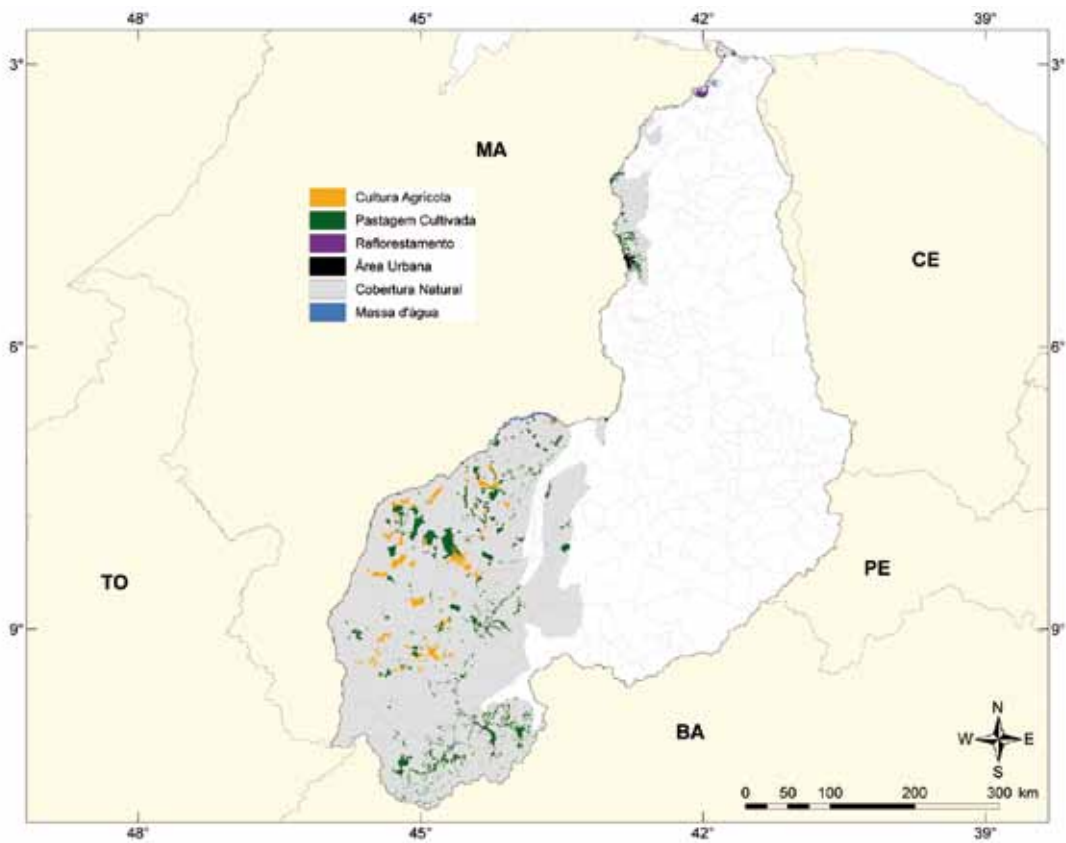 48° 45° 42° 39°
3° 3°
MA
Cultura Agrícola
Pastagem Cultivada
Reflorestamento
Área Urbana
Cobertura Natural
Massa d'água
CE
6° 6°
TO
PE
9° 9°
BA
N
W E
S
0 50 100 200 300 km
48° 45° 42° 39°